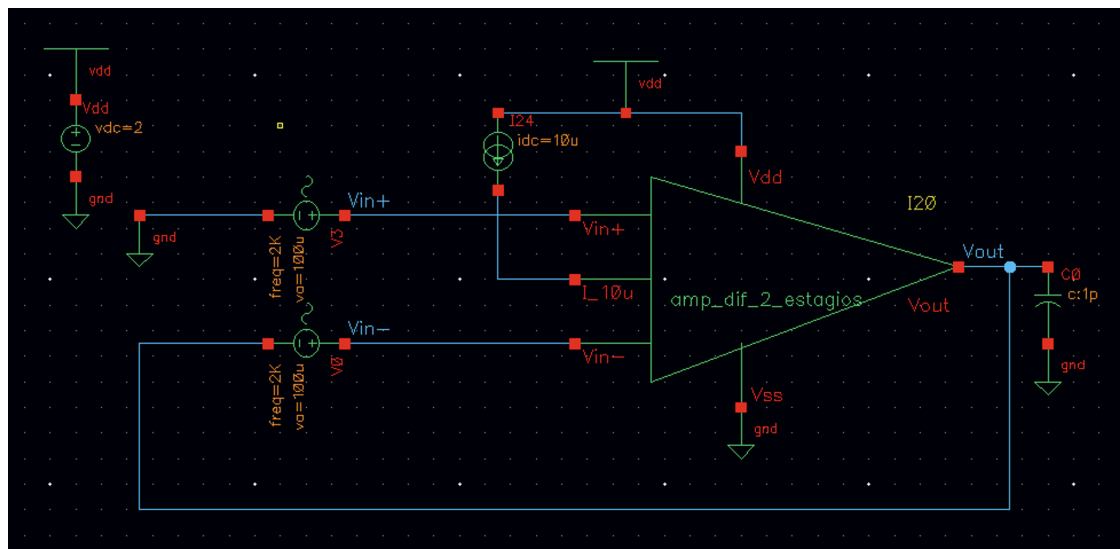 vdd
Vdd
vdc=2
gnd
gnd
freq=2K
va=100u
V3
Vin+
freq=2K
va=100u
V0
Vin-
vdd
I24
idc=10u
Vin+
I_10u
Vin-
Vdd
I20
amp_dif_2_estagios
Vout
Vout
Vss
gnd
C0
c:1p
gnd